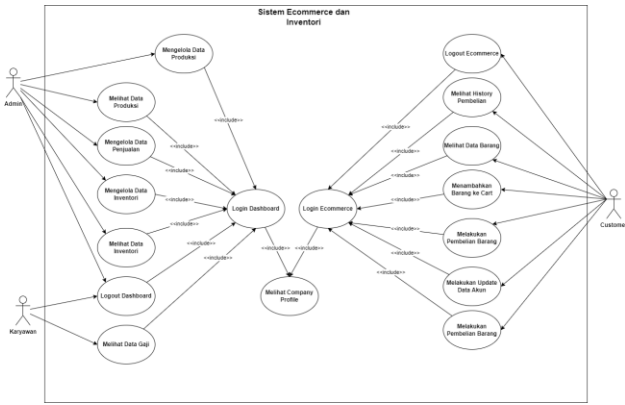 Sistem Ecommerce dan
Inventori
Mengelola Data
Produksi
Logout Ecommerce
Admin
Melihat Data
Produksi
Melihat History
Pembelian
<<include>>
<<include>>
<<include>>
<<include>>
Mengelola Data
Penjualan
Melihat Data Barang
<<include>>
<<include>>
<<include>>
Mengelola Data
Inventori
Menambahkan
Barang ke Cart
<<include>>
<<include>>
Login Dashboard
Login Ecommerce
Custome
<<include>>
<<include>>
Melihat Data
Inventori
Melakukan
Pembelian Barang
<<include>>
<<include>>
<<include>>
<<include>>
<<include>>
<<include>>
Logout Dashboard
Melihat Company
Profile
Melakukan Update
Data Akun
Karyawan
Melihat Data Gaji
Melakukan
Pembelian Barang